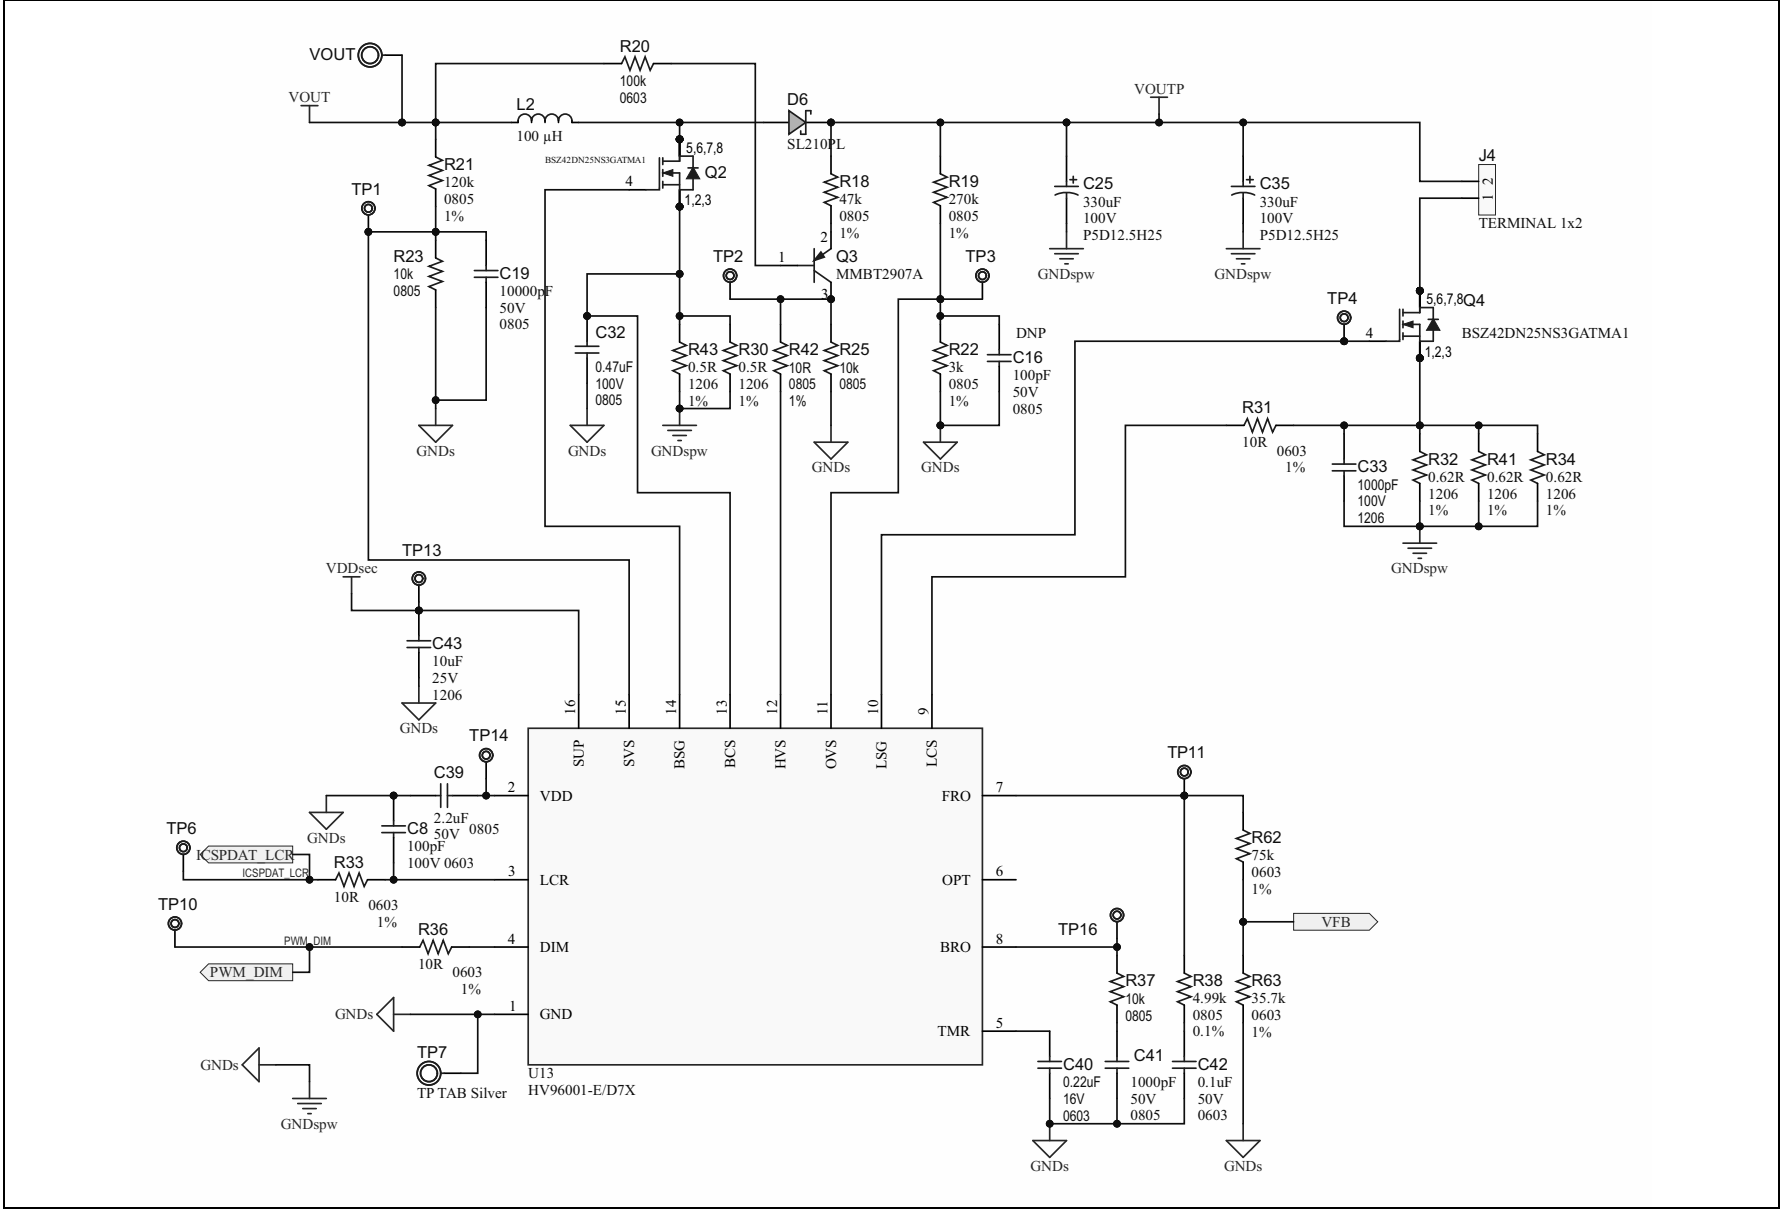 VOUT
R20
100k
0603
VOUT
L2
100 µH
D6
SL210PL
VOUTP
R21
120k
0805
1%
TP1
BSZ42DN25NS3GATMA1
5,6,7,8
Q2
4
1,2,3
R18
47k
0805
1%
R19
270k
0805
1%
C25
330uF
100V
P5D12.5H25
GNDspw
C35
330uF
100V
P5D12.5H25
GNDspw
J4
2
1
TERMINAL 1x2
R23
10k
0805
C19
10000pF
50V
0805
GNDs
TP2
1
2
Q3
MMBT2907A
3
TP3
TP4
4
5,6,7,8
Q4
BSZ42DN25NS3GATMA1
1,2,3
C32
0.47uF
100V
0805
GNDs
R43
0.5R
1206
1%
R30
0.5R
1206
1%
GNDspw
R42
10R
0805
1%
R25
10k
0805
GNDs
R22
3k
0805
1%
GNDs
DNP
C16
100pF
50V
0805
R31
10R
0603
1%
C33
1000pF
100V
1206
R32
0.62R
1206
1%
R41
0.62R
1206
1%
R34
0.62R
1206
1%
GNDspw
TP13
VDDsec
C43
10uF
25V
1206
GNDs
16
15
14
13
12
11
10
9
SUP
SVS
BSG
BCS
HVS
OVS
LSG
LCS
TP14
C39
2.2uF
50V
0805
2
VDD
GNDs
C8
100pF
100V 0603
TP6
ICSPDAT_LCR
ICSPDAT_LCR
R33
10R
0603
1%
3
LCR
TP10
PWM_DIM
PWM_DIM
R36
10R
0603
1%
4
DIM
GNDs
1
GND
TP7
TP TAB Silver
GNDs
GNDspw
U13
HV96001-E/D7X
FRO
7
TP11
OPT
6
BRO
8
TP16
TMR
5
R62
75k
0603
1%
VFB
R37
10k
0805
R38
4.99k
0805
0.1%
R63
35.7k
0603
1%
C40
0.22uF
16V
0603
C41
1000pF
50V
0805
C42
0.1uF
50V
0603
GNDs
GNDs